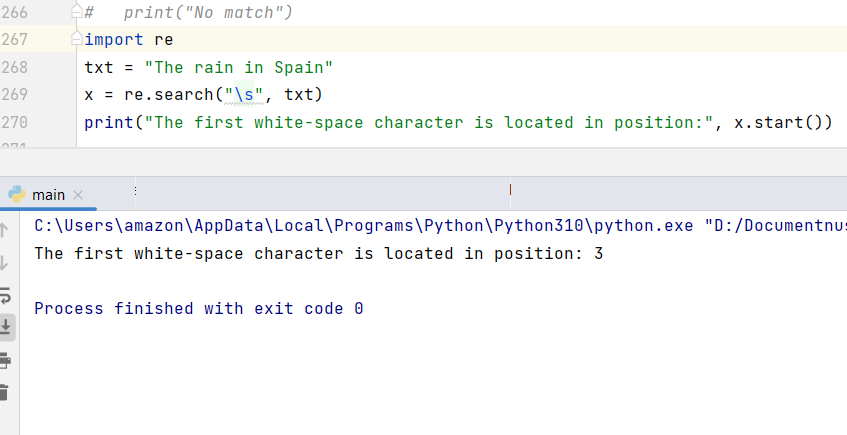 266 #   print("No match")
267 import re
268 txt = "The rain in Spain"
269 x = re.search("\s", txt)
270 print("The first white-space character is located in position:", x.start())
main
C:\Users\amazon\AppData\Local\Programs\Python\Python310\python.exe "D:/Documentnus
The first white-space character is located in position: 3
Process finished with exit code 0